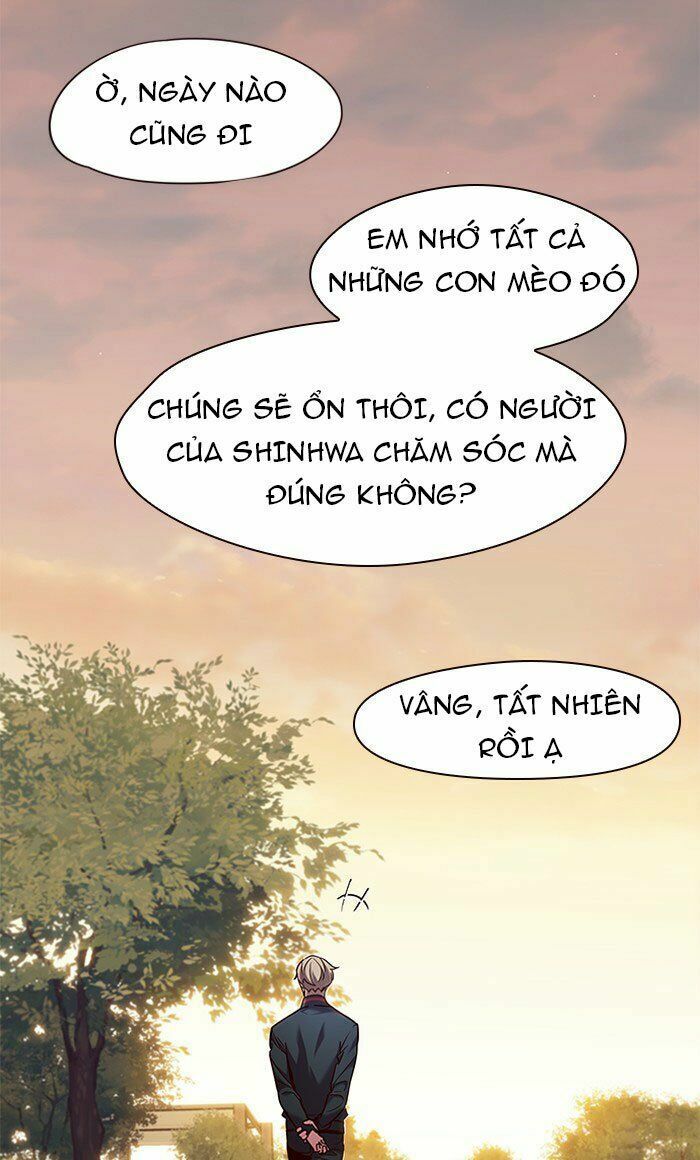 Ờ, NGÀY NÀO
CŨNG ĐI
EM NHỚ TẤT CẢ
NHỮNG CON MÈO ĐÓ
CHÚNG SẼ ỔN THÔI, CÓ NGƯỜI
CỦA SHINHWA CHĂM SÓC MÀ
ĐÚNG KHÔNG?
VÂNG, TẤT NHIÊN
RỒI Ạ